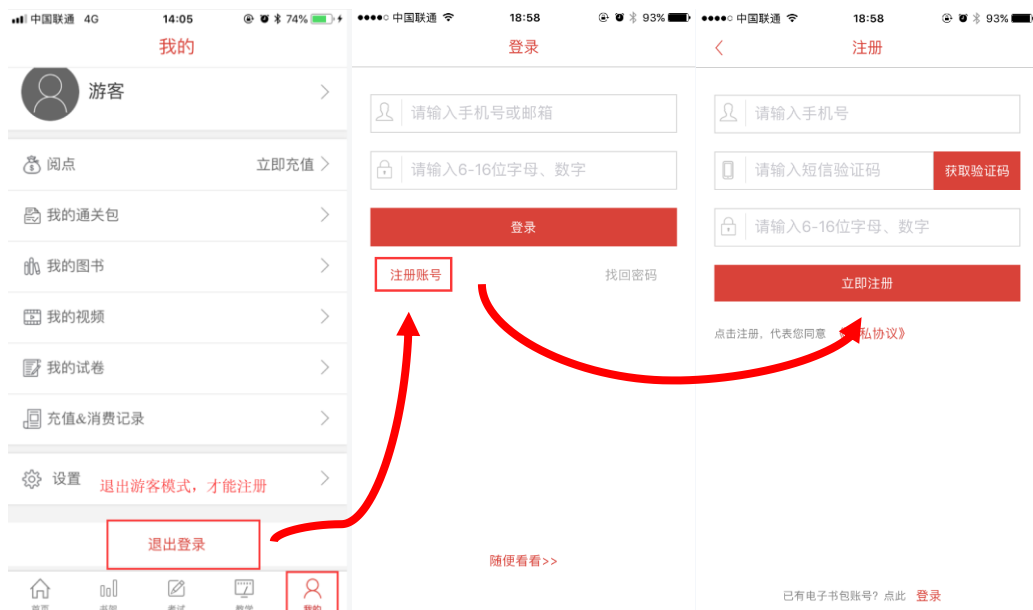 中国联通 4G 14:05 74%
我的
游客
阅点 立即充值
我的通关包
我的图书
我的视频
我的试卷
充值&消费记录
设置
退出游客模式，才能注册
退出登录
首页 书架 考试 教学 我的
中国联通 18:58 93%
登录
请输入手机号或邮箱
请输入6-16位字母、数字
登录
注册账号 找回密码
随便看看>>
中国联通 18:58 93%
注册
请输入手机号
请输入短信验证码 获取验证码
请输入6-16位字母、数字
立即注册
点击注册，代表您同意 私协议》
已有电子书包账号？点此 登录